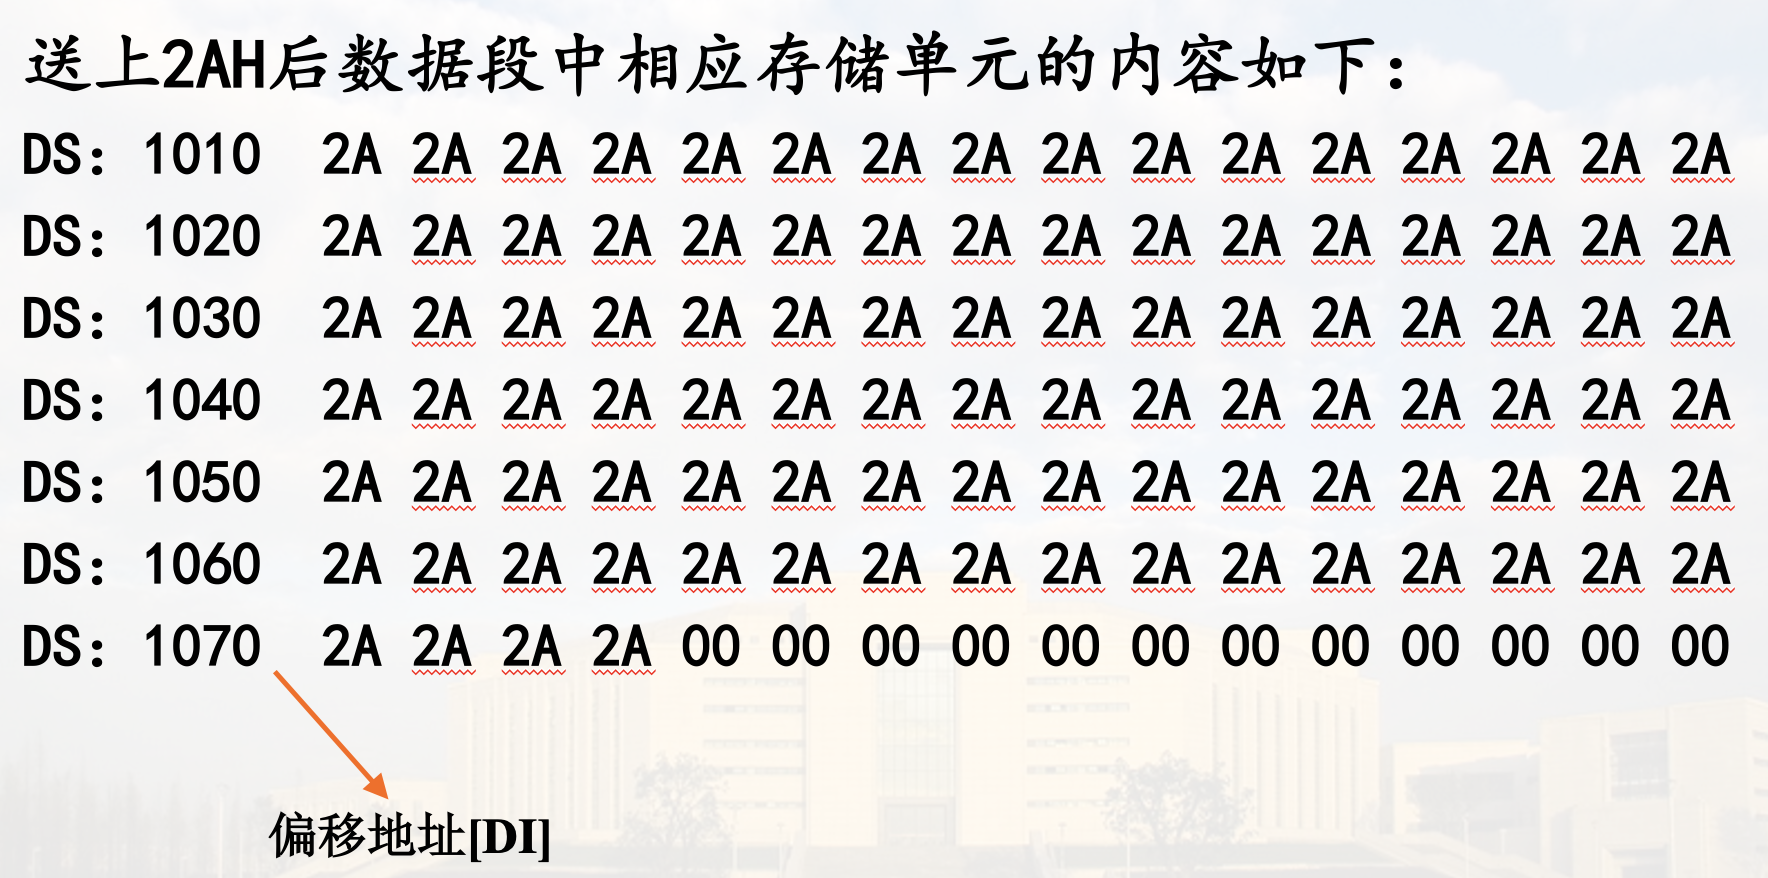 送上2AH后数据段中相应存储单元的内容如下：
DS：1010 2A 2A 2A 2A 2A 2A 2A 2A 2A 2A 2A 2A 2A 2A 2A 2A
DS：1020 2A 2A 2A 2A 2A 2A 2A 2A 2A 2A 2A 2A 2A 2A 2A 2A
DS：1030 2A 2A 2A 2A 2A 2A 2A 2A 2A 2A 2A 2A 2A 2A 2A 2A
DS：1040 2A 2A 2A 2A 2A 2A 2A 2A 2A 2A 2A 2A 2A 2A 2A 2A
DS：1050 2A 2A 2A 2A 2A 2A 2A 2A 2A 2A 2A 2A 2A 2A 2A 2A
DS：1060 2A 2A 2A 2A 2A 2A 2A 2A 2A 2A 2A 2A 2A 2A 2A 2A
DS：1070 2A 2A 2A 2A 00 00 00 00 00 00 00 00 00 00 00 00
偏移地址[DI]